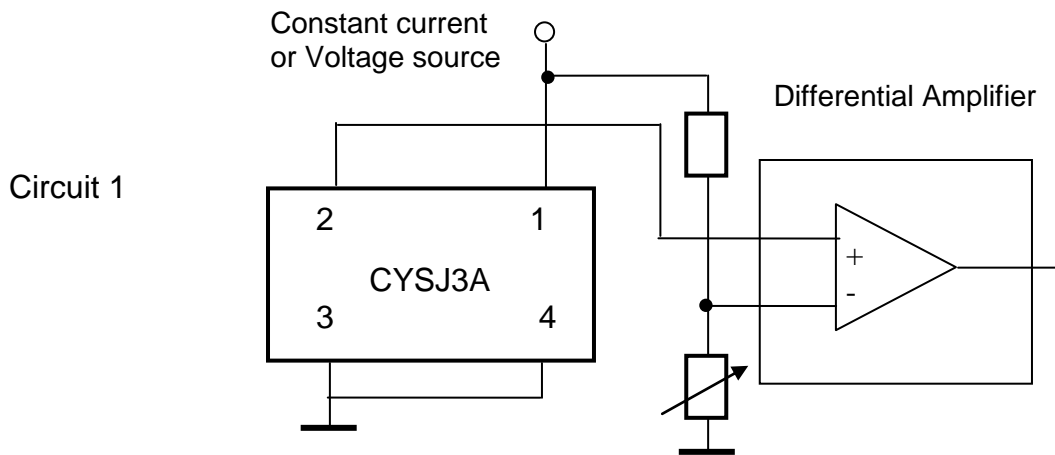 Constant current
or Voltage source
Differential Amplifier
Circuit 1
2 1
+
CYSJ3A
-
3 4